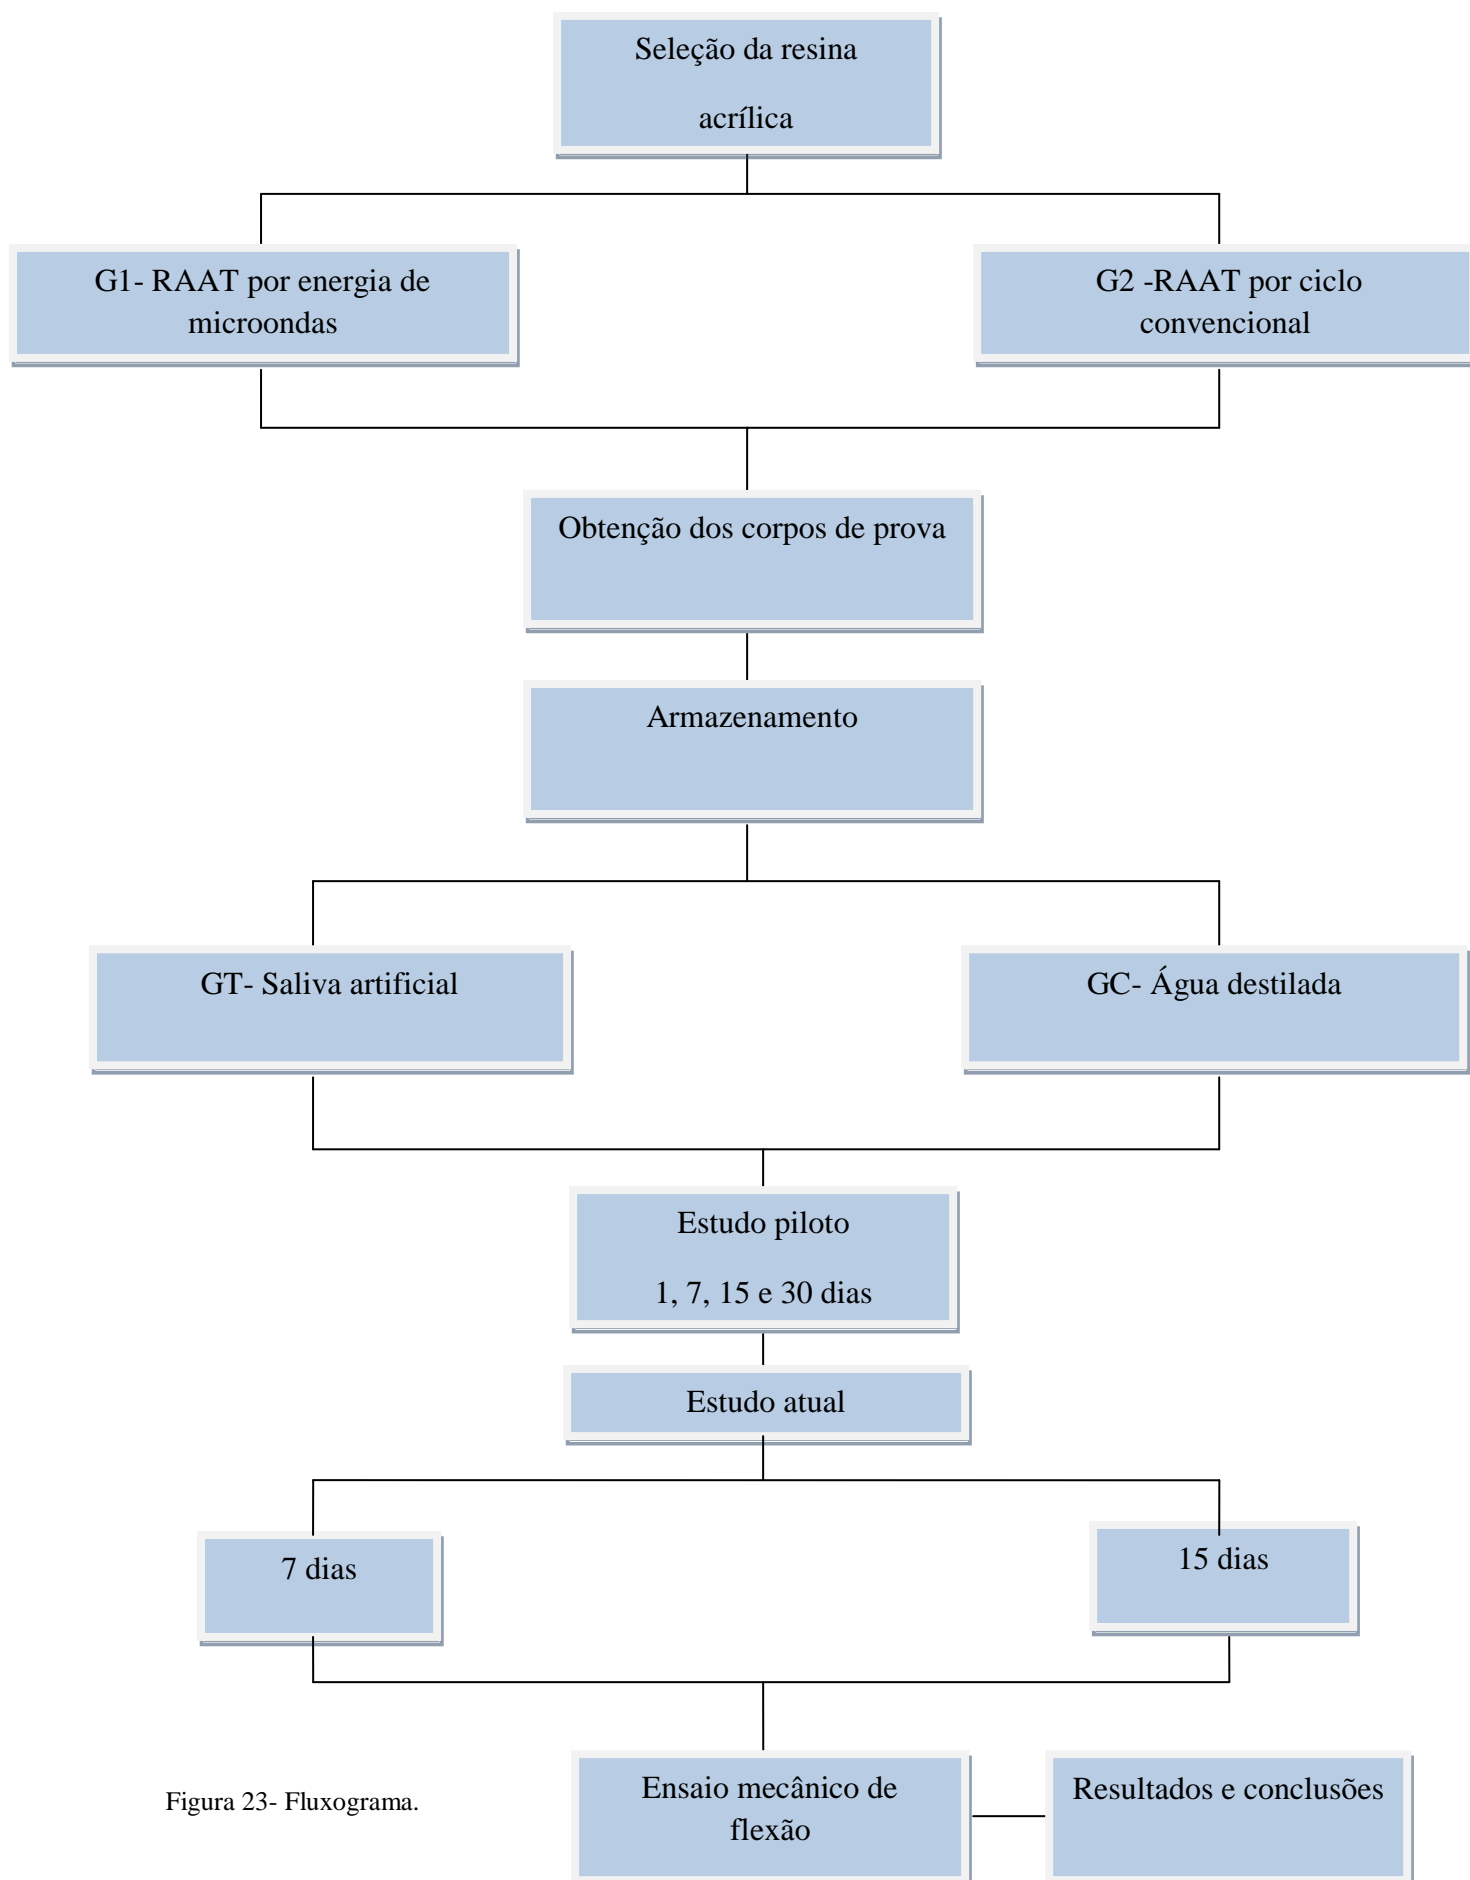 Seleção da resina
acrílica
G1- RAAT por energia de
microondas
G2 -RAAT por ciclo
convencional
Obtenção dos corpos de prova
Armazenamento
GT- Saliva artificial
GC- Água destilada
Estudo piloto
1, 7, 15 e 30 dias
Estudo atual
7 dias
15 dias
Ensaio mecânico de
flexão
Resultados e conclusões
Figura 23- Fluxograma.